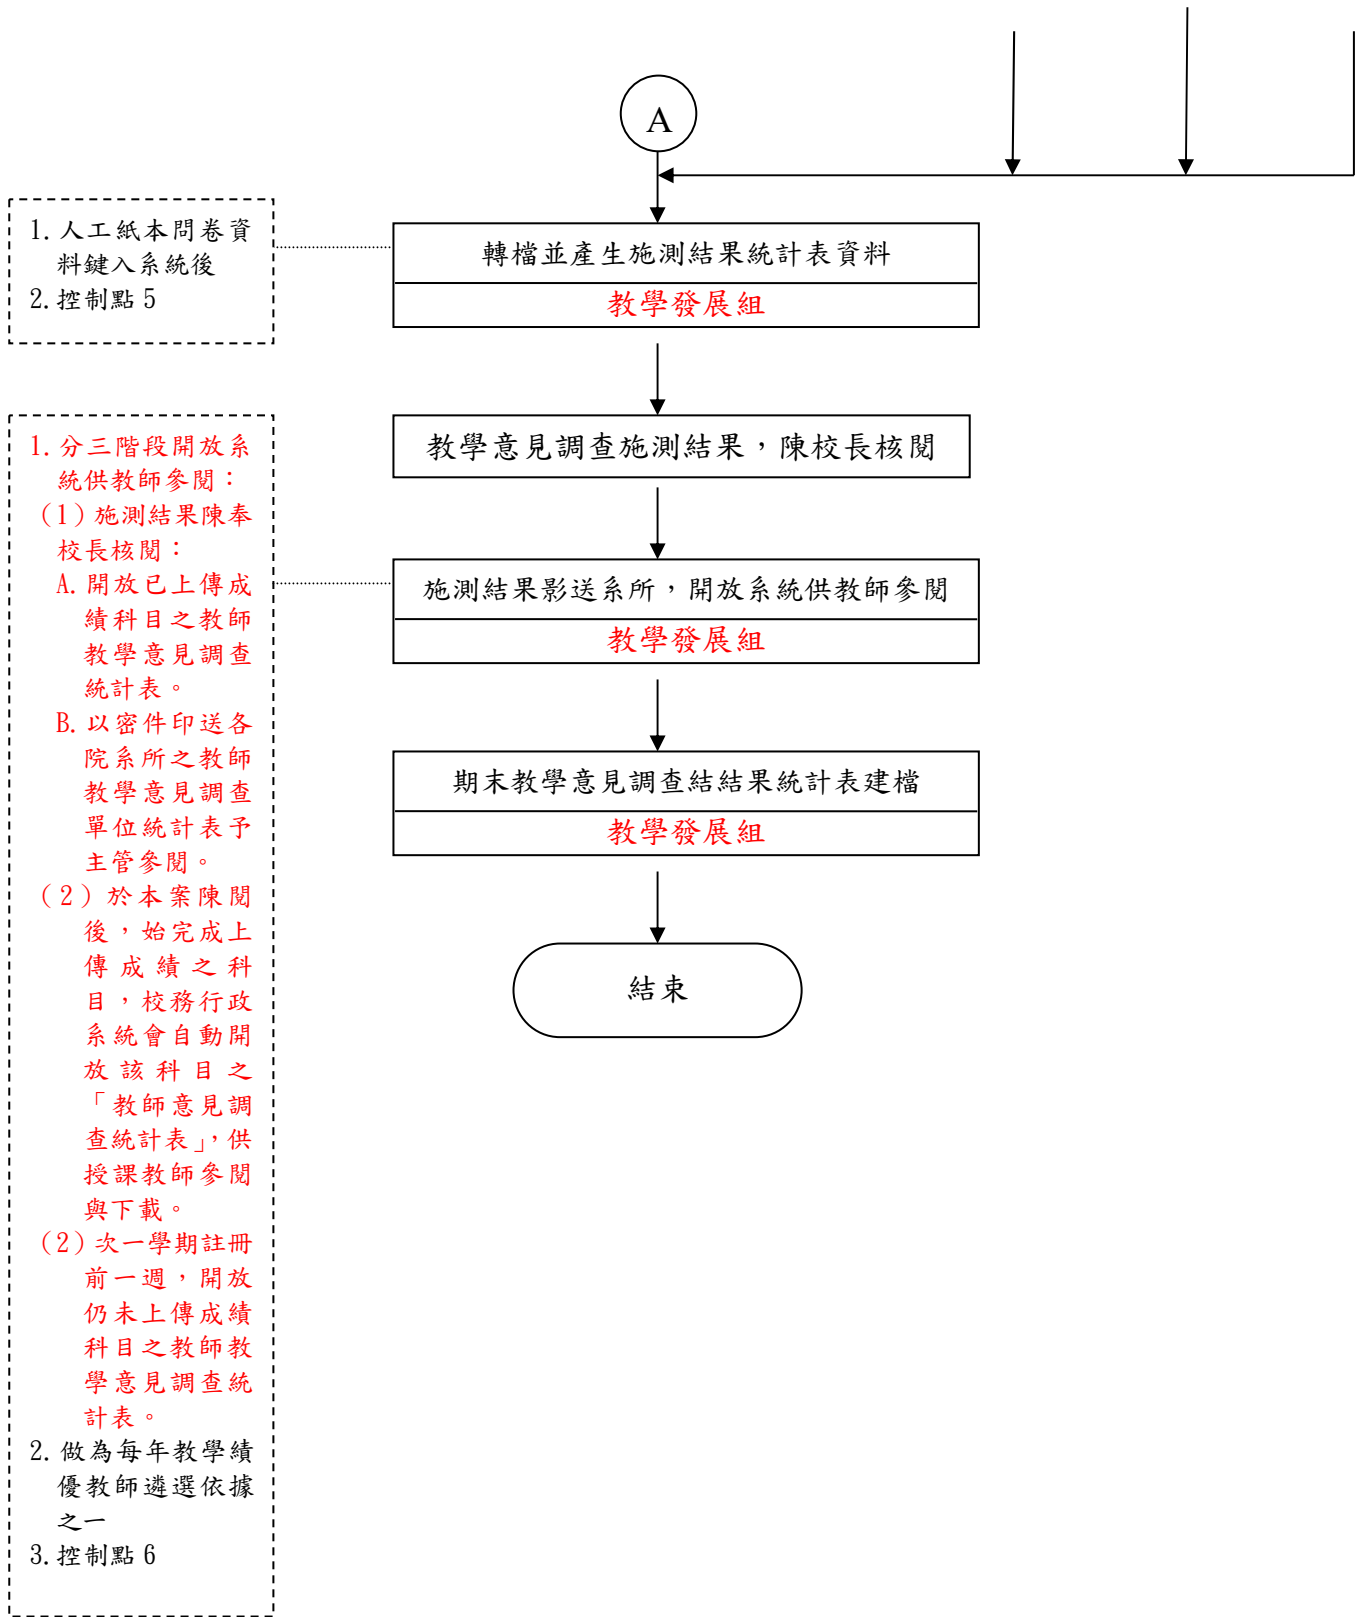 A
1.人工紙本問卷資
料鍵入系統後
2.控制點 5
轉檔並產生施測結果統計表資料
教學發展組
教學意見調查施測結果，陳校長核閱
施測結果影送系所，開放系統供教師參閱
教學發展組
期末教學意見調查結結果統計表建檔
教學發展組
結束
1.分三階段開放系
統供教師參閱：
（1）施測結果陳奉
校長核閱：
A.開放已上傳成
績科目之教師
教學意見調查
統計表。
B.以密件印送各
院系所之教師
教學意見調查
單位統計表予
主管參閱。
（2）於本案陳閱
後，始完成上
傳成績之科
目，校務行政
系統會自動開
放該科目之
「教師意見調
查統計表」，供
授課教師參閱
與下載。
（2）次一學期註冊
前一週，開放
仍未上傳成績
科目之教師教
學意見調查統
計表。
2.做為每年教學績
優教師遴選依據
之一
3.控制點 6